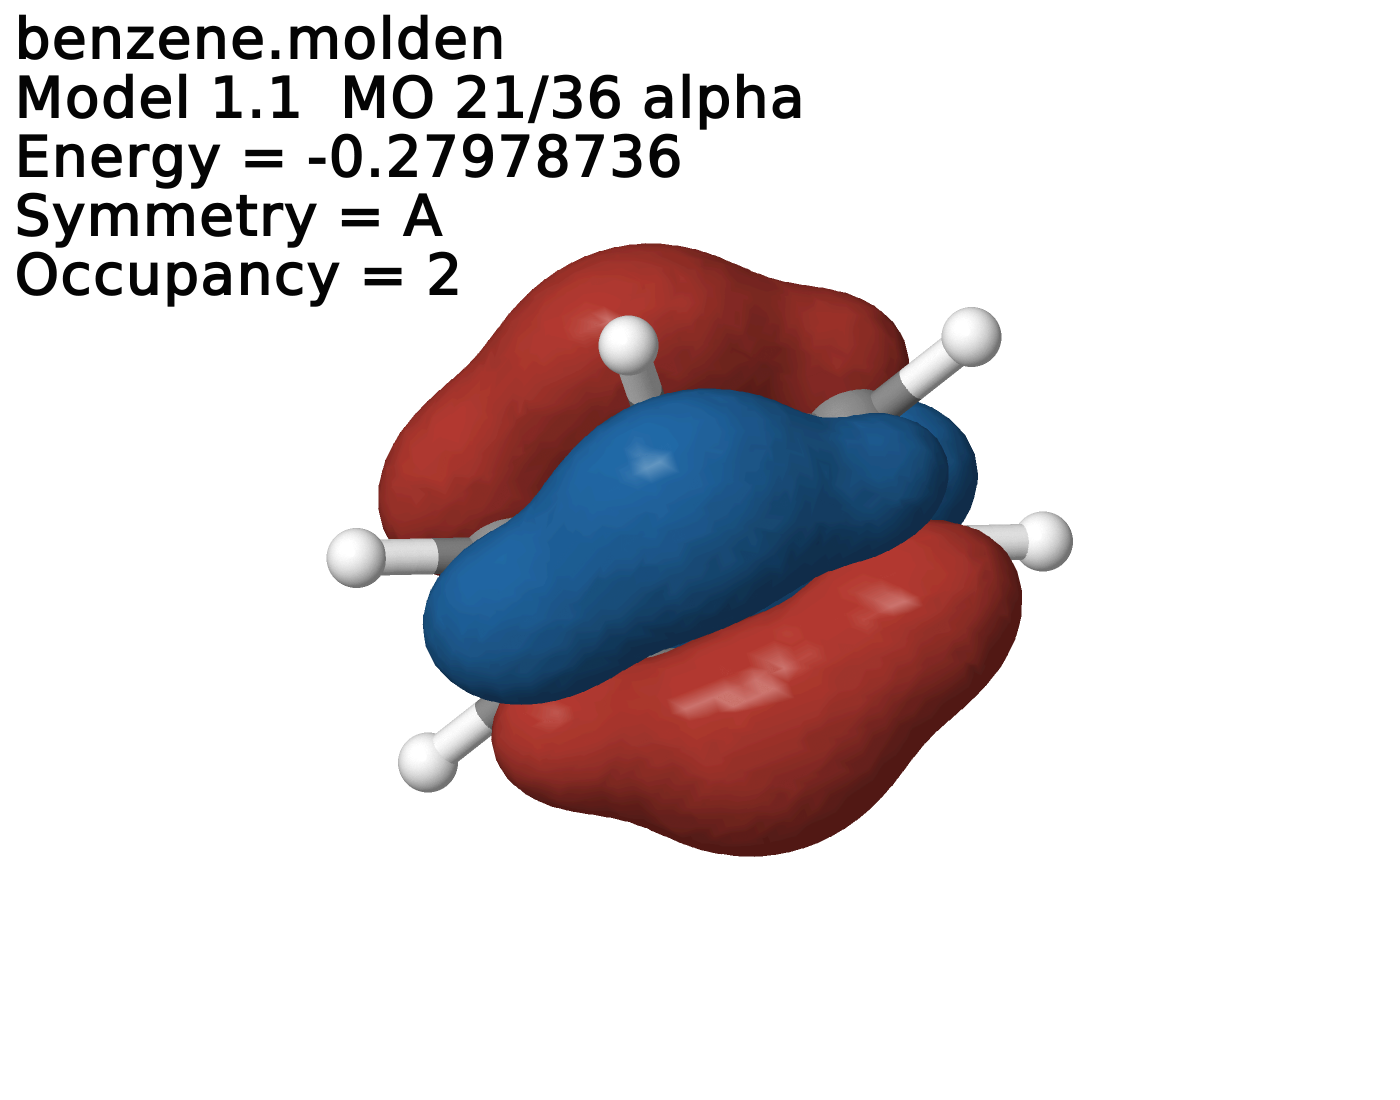 benzene.molden
Model 1.1  MO 21/36 alpha
Energy = -0.27978736
Symmetry = A
Occupancy = 2